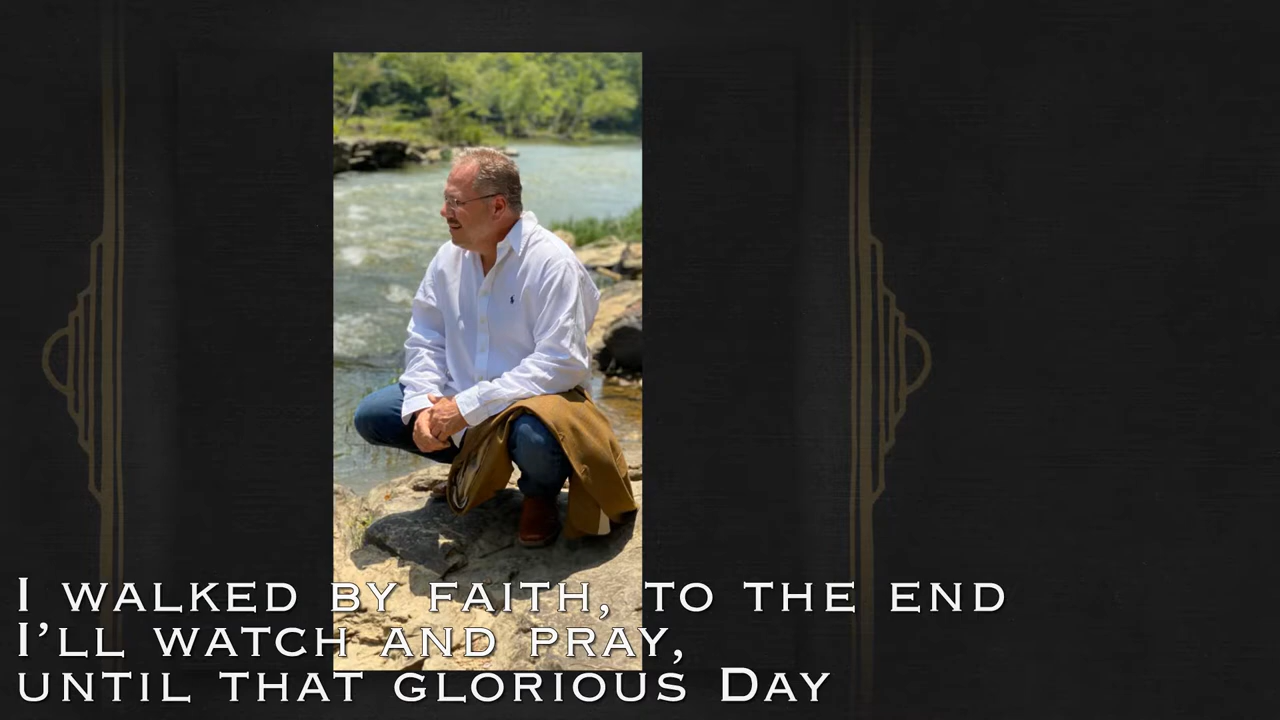 I WALKED BY FAITH, TO THE END
I'LL WATCH AND PRAY,
UNTIL THAT GLORIOUS DAY